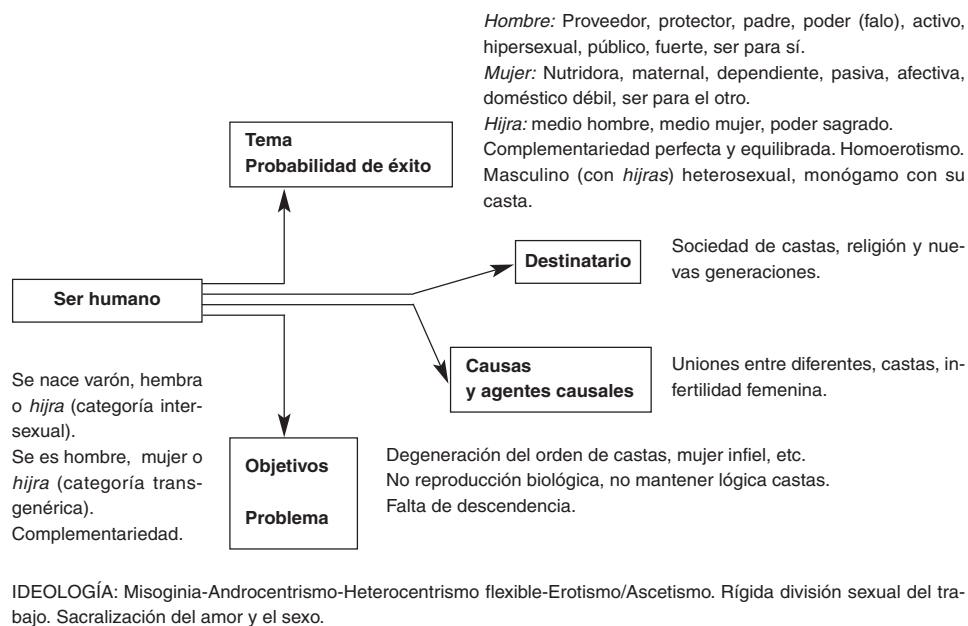 Hombre: Proveedor, protector, padre, poder (falo), activo,
hipersexual, público, fuerte, ser para sí.
Mujer: Nutridora, maternal, dependiente, pasiva, afectiva,
doméstico débil, ser para el otro.
Hijra: medio hombre, medio mujer, poder sagrado.
Complementariedad perfecta y equilibrada. Homoerotismo.
Masculino (con hijras) heterosexual, monógamo con su
casta.
Tema
Probabilidad de éxito
Destinatario
Sociedad de castas, religión y nue-
vas generaciones.
Ser humano
Causas
y agentes causales
Uniones entre diferentes, castas, in-
fertilidad femenina.
Se nace varón, hembra
o hijra (categoría inter-
sexual).
Se es hombre, mujer o
hijra (categoría trans-
genérica).
Complementariedad.
Objetivos
Problema
Degeneración del orden de castas, mujer infiel, etc.
No reproducción biológica, no mantener lógica castas.
Falta de descendencia.
IDEOLOGÍA: Misoginia-Androcentrismo-Heterocentrismo flexible-Erotismo/Ascetismo. Rígida división sexual del tra-
bajo. Sacralización del amor y el sexo.